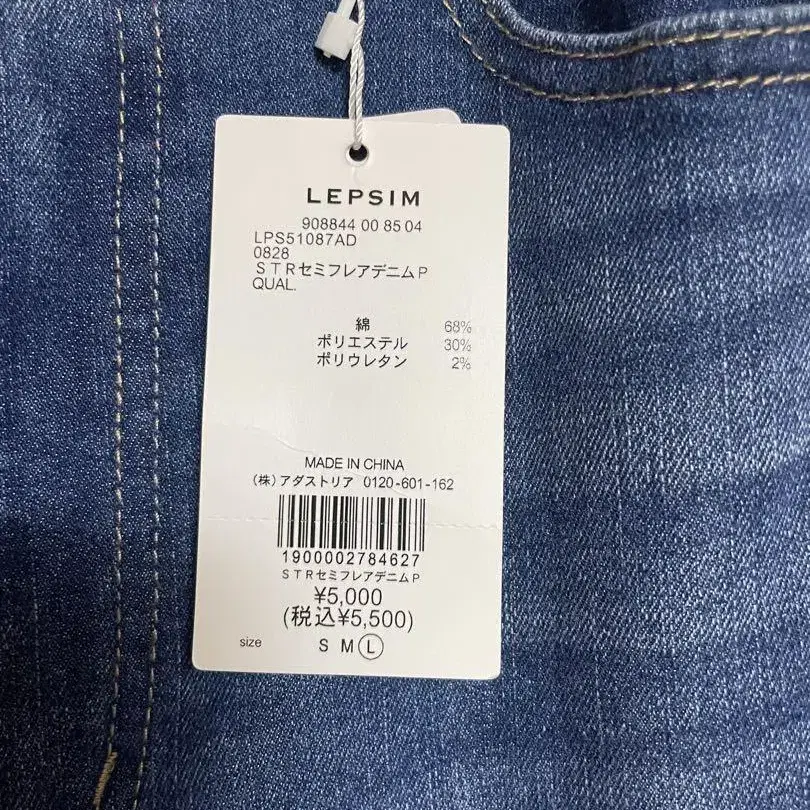 LEPSIM
908844 00 85 04
LPS51087AD
0828
ＳＴＲセミフレアデニムＰ
QUAL.
綿 68%
ポリエステル 30%
ポリウレタン 2%
MADE IN CHINA
(株)アダストリア 0120-601-162
1900002784627
ＳＴＲセミフレアデニムＰ
¥5,000
(税込¥5,500)
size S M L